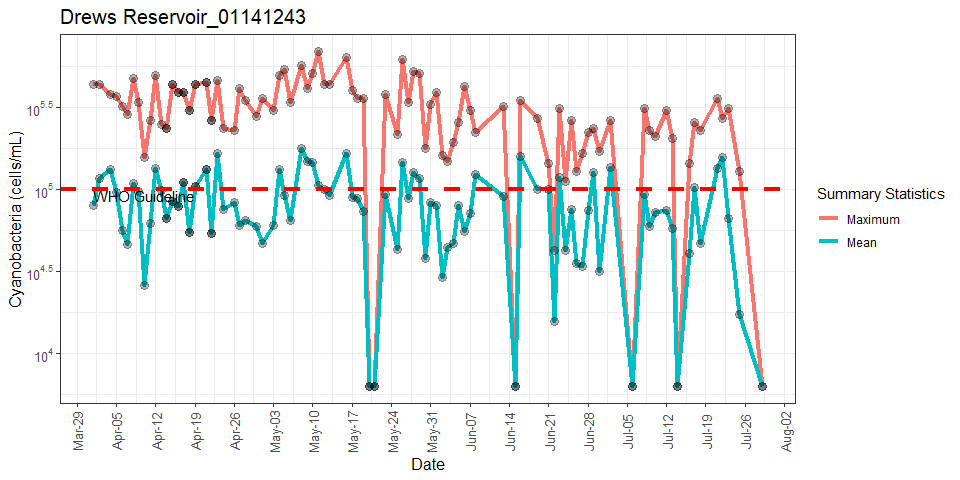 Drews Reservoir_01141243
Cyanobacteria (cells/mL)
10^5.5
10^5
10^4.5
10^4
WHO Guideline
Mar-29
Apr-05
Apr-12
Apr-19
Apr-26
May-03
May-10
May-17
May-24
May-31
Jun-07
Jun-14
Jun-21
Jun-28
Jul-05
Jul-12
Jul-19
Jul-26
Aug-02
Date
Summary Statistics
Maximum
Mean